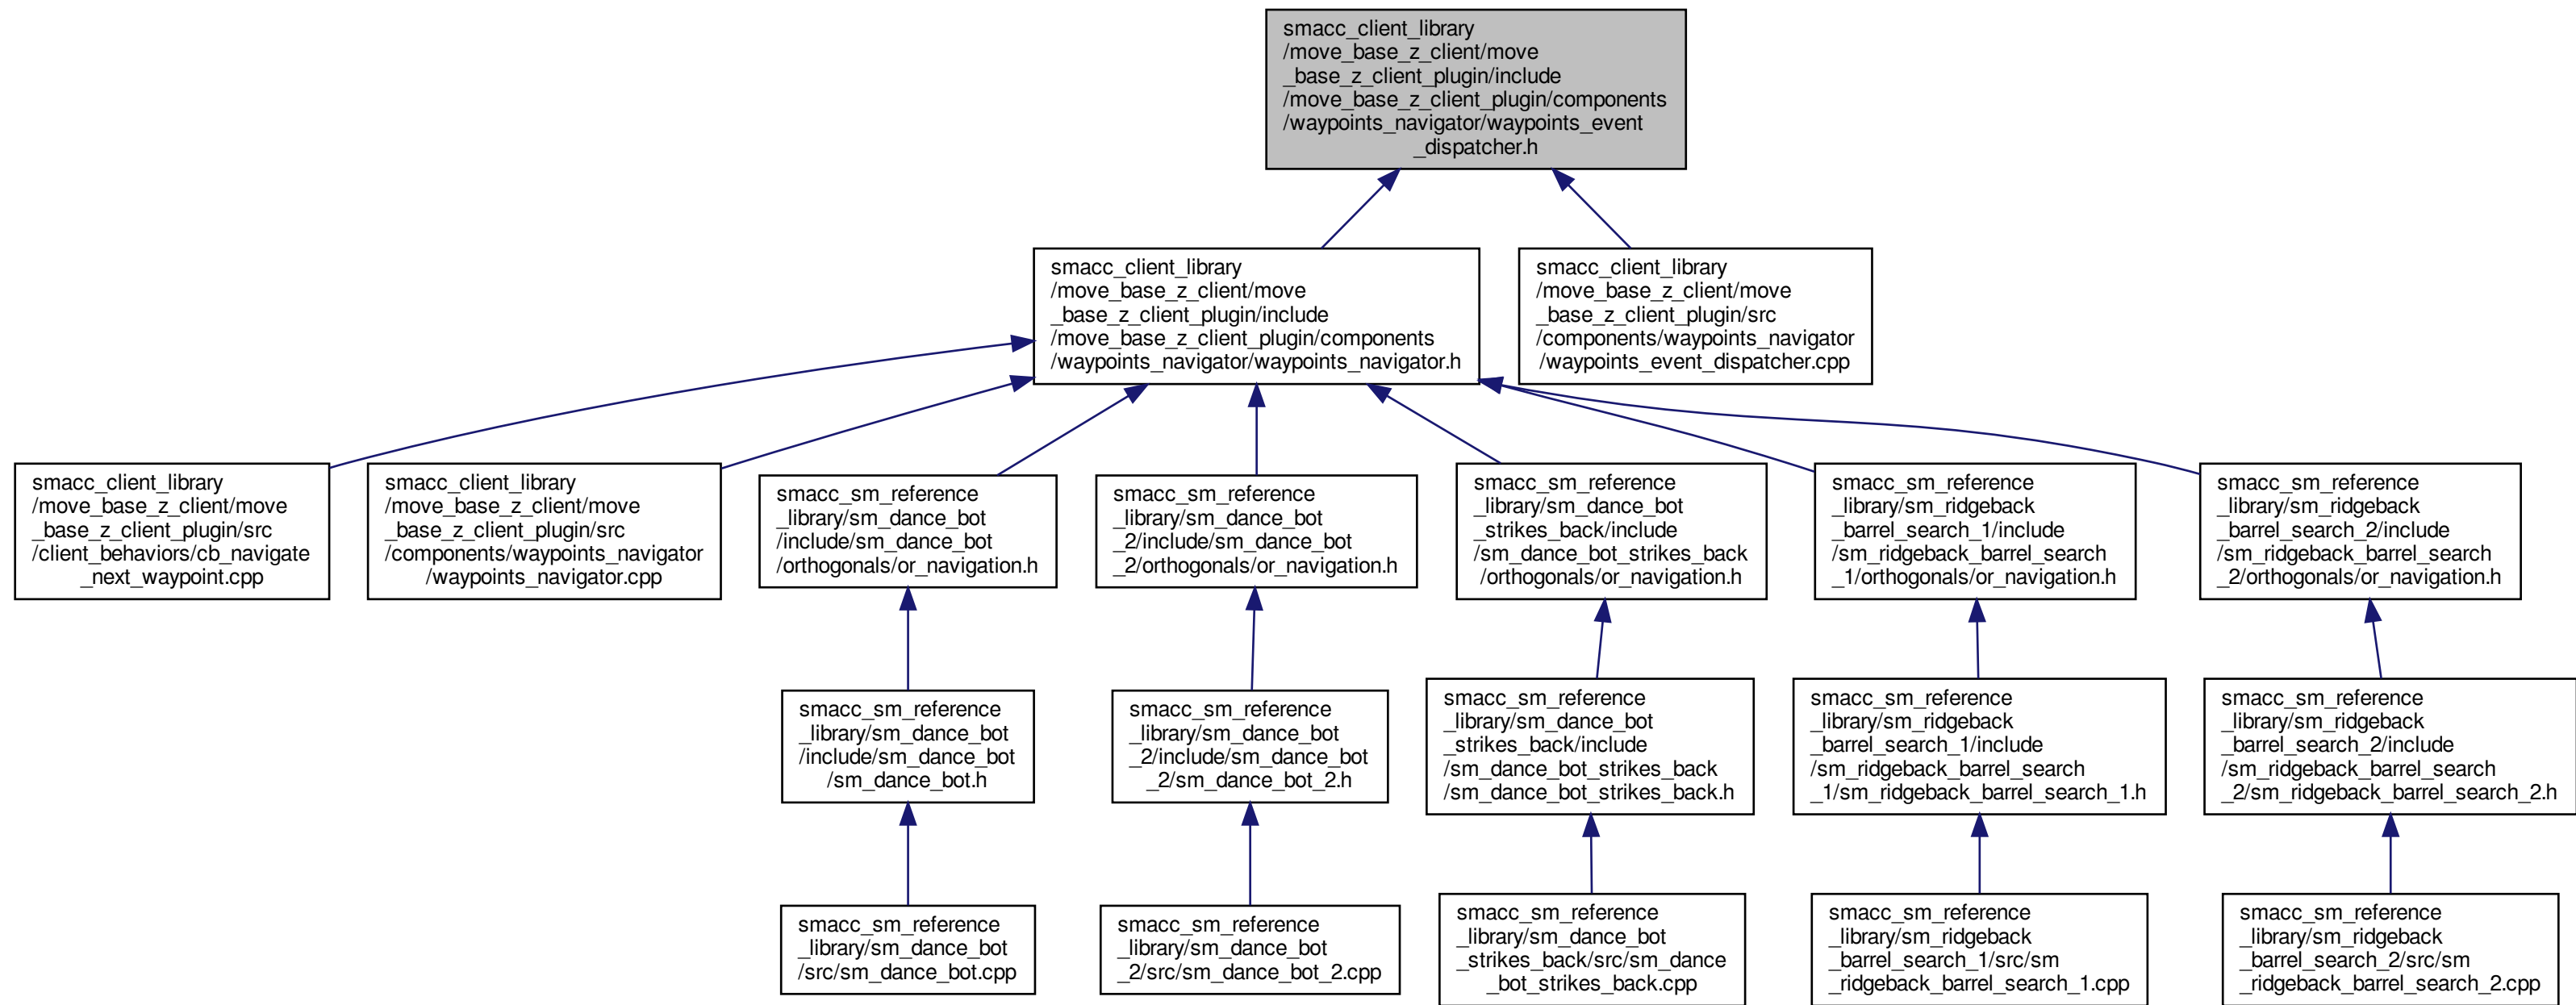 smacc_client_library
/move_base_z_client/move
_base_z_client_plugin/include
/move_base_z_client_plugin/components
/waypoints_navigator/waypoints_event
_dispatcher.h
smacc_client_library
/move_base_z_client/move
_base_z_client_plugin/include
/move_base_z_client_plugin/components
/waypoints_navigator/waypoints_navigator.h
smacc_client_library
/move_base_z_client/move
_base_z_client_plugin/src
/components/waypoints_navigator
/waypoints_event_dispatcher.cpp
smacc_client_library
/move_base_z_client/move
_base_z_client_plugin/src
/client_behaviors/cb_navigate
_next_waypoint.cpp
smacc_client_library
/move_base_z_client/move
_base_z_client_plugin/src
/components/waypoints_navigator
/waypoints_navigator.cpp
smacc_sm_reference
_library/sm_dance_bot
/include/sm_dance_bot
/orthogonals/or_navigation.h
smacc_sm_reference
_library/sm_dance_bot
_2/include/sm_dance_bot
_2/orthogonals/or_navigation.h
smacc_sm_reference
_library/sm_dance_bot
_strikes_back/include
/sm_dance_bot_strikes_back
/orthogonals/or_navigation.h
smacc_sm_reference
_library/sm_ridgeback
_barrel_search_1/include
/sm_ridgeback_barrel_search
_1/orthogonals/or_navigation.h
smacc_sm_reference
_library/sm_ridgeback
_barrel_search_2/include
/sm_ridgeback_barrel_search
_2/orthogonals/or_navigation.h
smacc_sm_reference
_library/sm_dance_bot
/include/sm_dance_bot
/sm_dance_bot.h
smacc_sm_reference
_library/sm_dance_bot
_2/include/sm_dance_bot
_2/sm_dance_bot_2.h
smacc_sm_reference
_library/sm_dance_bot
_strikes_back/include
/sm_dance_bot_strikes_back
/sm_dance_bot_strikes_back.h
smacc_sm_reference
_library/sm_ridgeback
_barrel_search_1/include
/sm_ridgeback_barrel_search
_1/sm_ridgeback_barrel_search_1.h
smacc_sm_reference
_library/sm_ridgeback
_barrel_search_2/include
/sm_ridgeback_barrel_search
_2/sm_ridgeback_barrel_search_2.h
smacc_sm_reference
_library/sm_dance_bot
/src/sm_dance_bot.cpp
smacc_sm_reference
_library/sm_dance_bot
_2/src/sm_dance_bot_2.cpp
smacc_sm_reference
_library/sm_dance_bot
_strikes_back/src/sm_dance
_bot_strikes_back.cpp
smacc_sm_reference
_library/sm_ridgeback
_barrel_search_1/src/sm
_ridgeback_barrel_search_1.cpp
smacc_sm_reference
_library/sm_ridgeback
_barrel_search_2/src/sm
_ridgeback_barrel_search_2.cpp